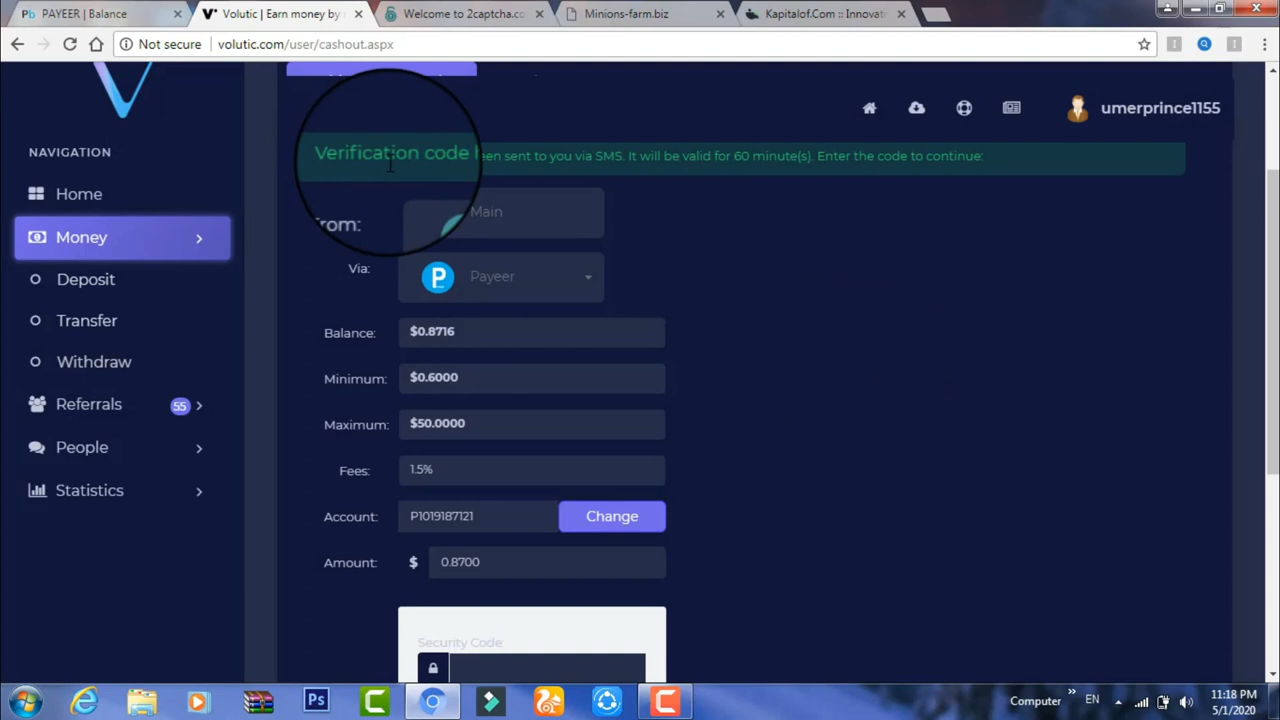 PAYEER | Balance
Volutic | Earn money by
Welcome to 2captcha.co
Minions-farm.biz
Kapitalof.Com :: Innovat
Not secure
volutic.com/user/cashout.aspx
umerprince1155
NAVIGATION
Home
Money
Deposit
Transfer
Withdraw
Referrals 55
People
Statistics
Verification code
een sent to you via SMS. It will be valid for 60 minute(s). Enter the code to continue:
from:
Main
Via:
P Payeer
Balance: $0.8716
Minimum: $0.6000
Maximum: $50.0000
Fees: 1.5%
Account: P1019187121 Change
Amount: $ 0.8700
Security Code:
Computer
EN
11:18 PM
5/1/2020